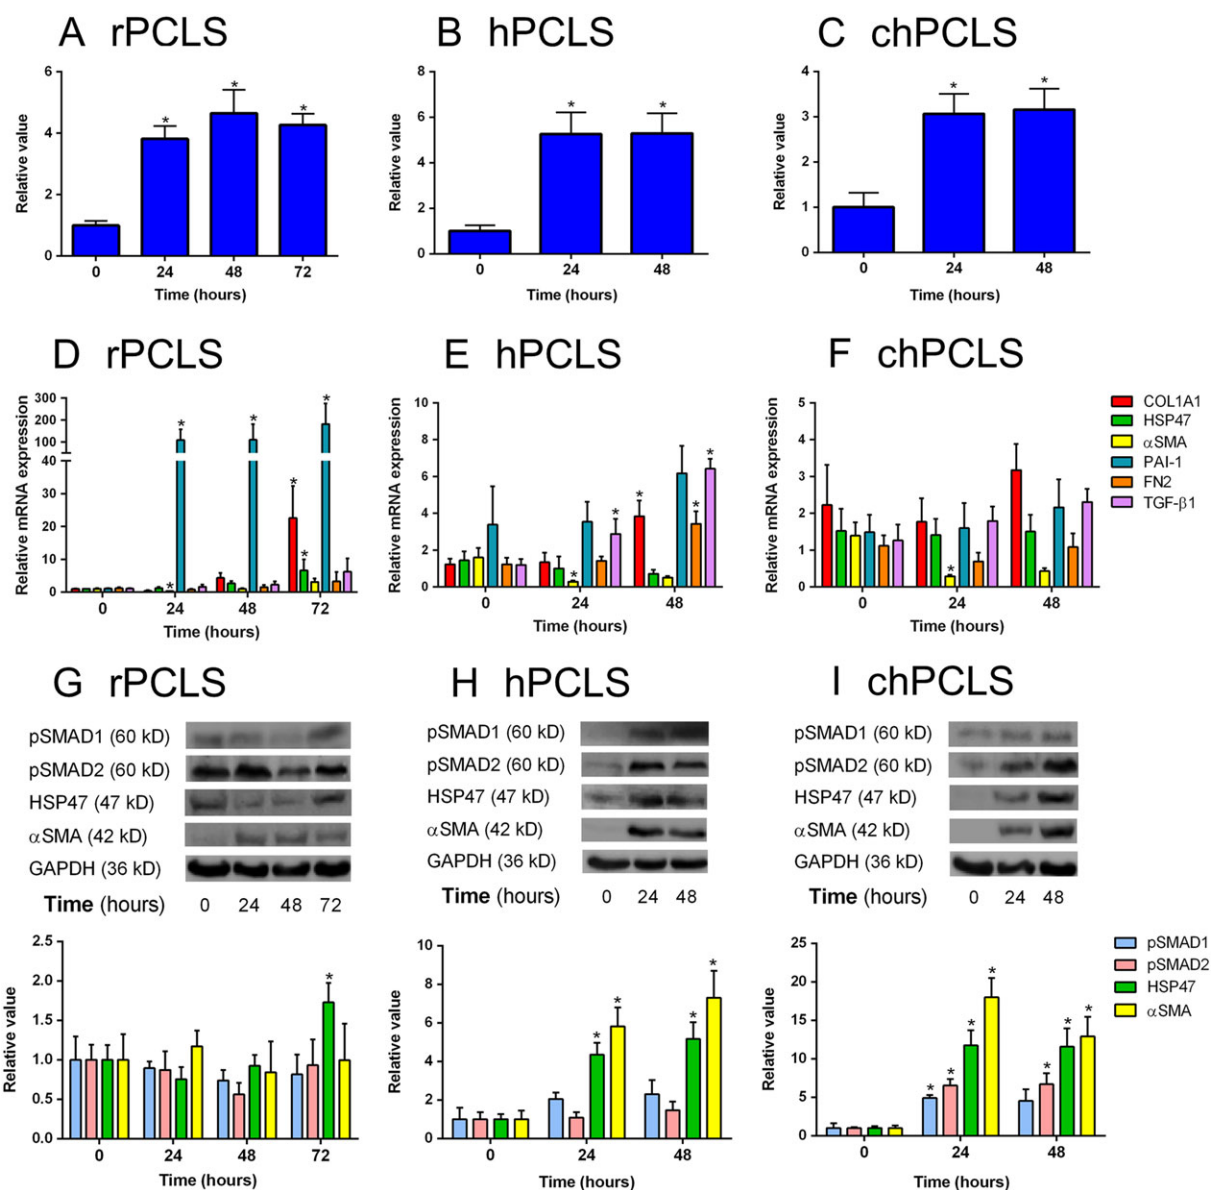 A rPCLS
B hPCLS
C chPCLS
Relative value
6
4
2
0
*
*
*
0 24 48 72
Time (hours)
Relative value
8
6
4
2
0
*
*
0 24 48
Time (hours)
Relative value
4
3
2
1
0
*
*
0 24 48
Time (hours)
D rPCLS
E hPCLS
F chPCLS
Relative mRNA expression
300
200
100
40
30
20
10
0
*
*
*
*
*
*
0 24 48 72
Time (hours)
Relative mRNA expression
10
8
6
4
2
0
*
*
*
*
*
0 24 48
Time (hours)
Relative mRNA expression
5
4
3
2
1
0
*
0 24 48
Time (hours)
COL1A1
HSP47
αSMA
PAI-1
FN2
TGF-β1
G rPCLS
pSMAD1 (60 kD)
pSMAD2 (60 kD)
HSP47 (47 kD)
αSMA (42 kD)
GAPDH (36 kD)
Time (hours) 0 24 48 72
H hPCLS
pSMAD1 (60 kD)
pSMAD2 (60 kD)
HSP47 (47 kD)
αSMA (42 kD)
GAPDH (36 kD)
Time (hours) 0 24 48
I chPCLS
pSMAD1 (60 kD)
pSMAD2 (60 kD)
HSP47 (47 kD)
αSMA (42 kD)
GAPDH (36 kD)
Time (hours) 0 24 48
Relative value
2.5
2.0
1.5
1.0
0.5
0.0
*
0 24 48 72
Time (hours)
Relative value
10
8
6
4
2
0
*
*
*
*
0 24 48
Time (hours)
Relative value
25
20
15
10
5
0
*
*
*
*
*
*
*
0 24 48
Time (hours)
pSMAD1
pSMAD2
HSP47
αSMA